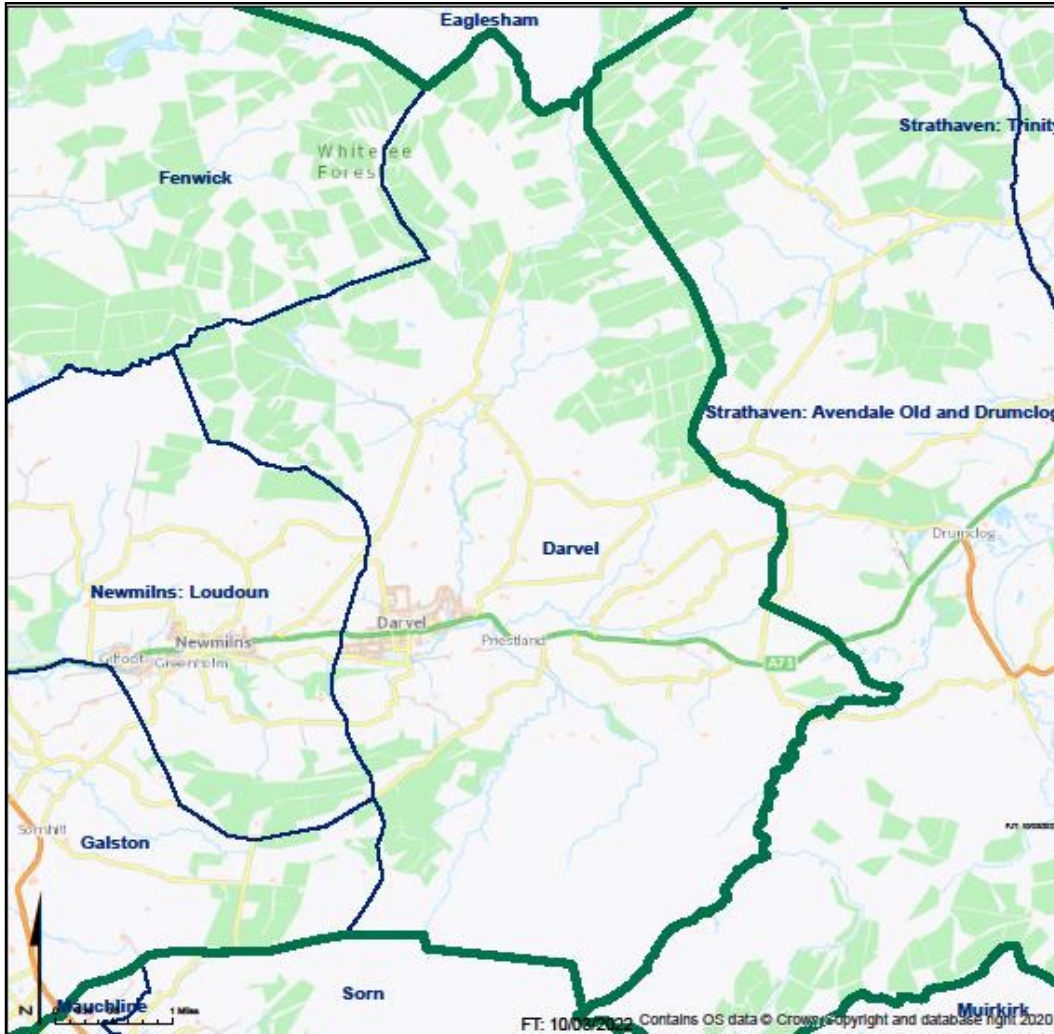 Eaglesham
Strathaven: Trinity
Whitelee
Forest
Fenwick
Strathaven: Avendale Old and Drumclog
Drumclog
Darvel
Newmilns: Loudoun
Darvel
Newmilns
Priestland
Greenholm
A71
Sornhill
Galston
Mauchline
1 Miles
Sorn
Muirkirk
N
FT: 10/03/2022 Contains OS data © Crown Copyright and database right 2020